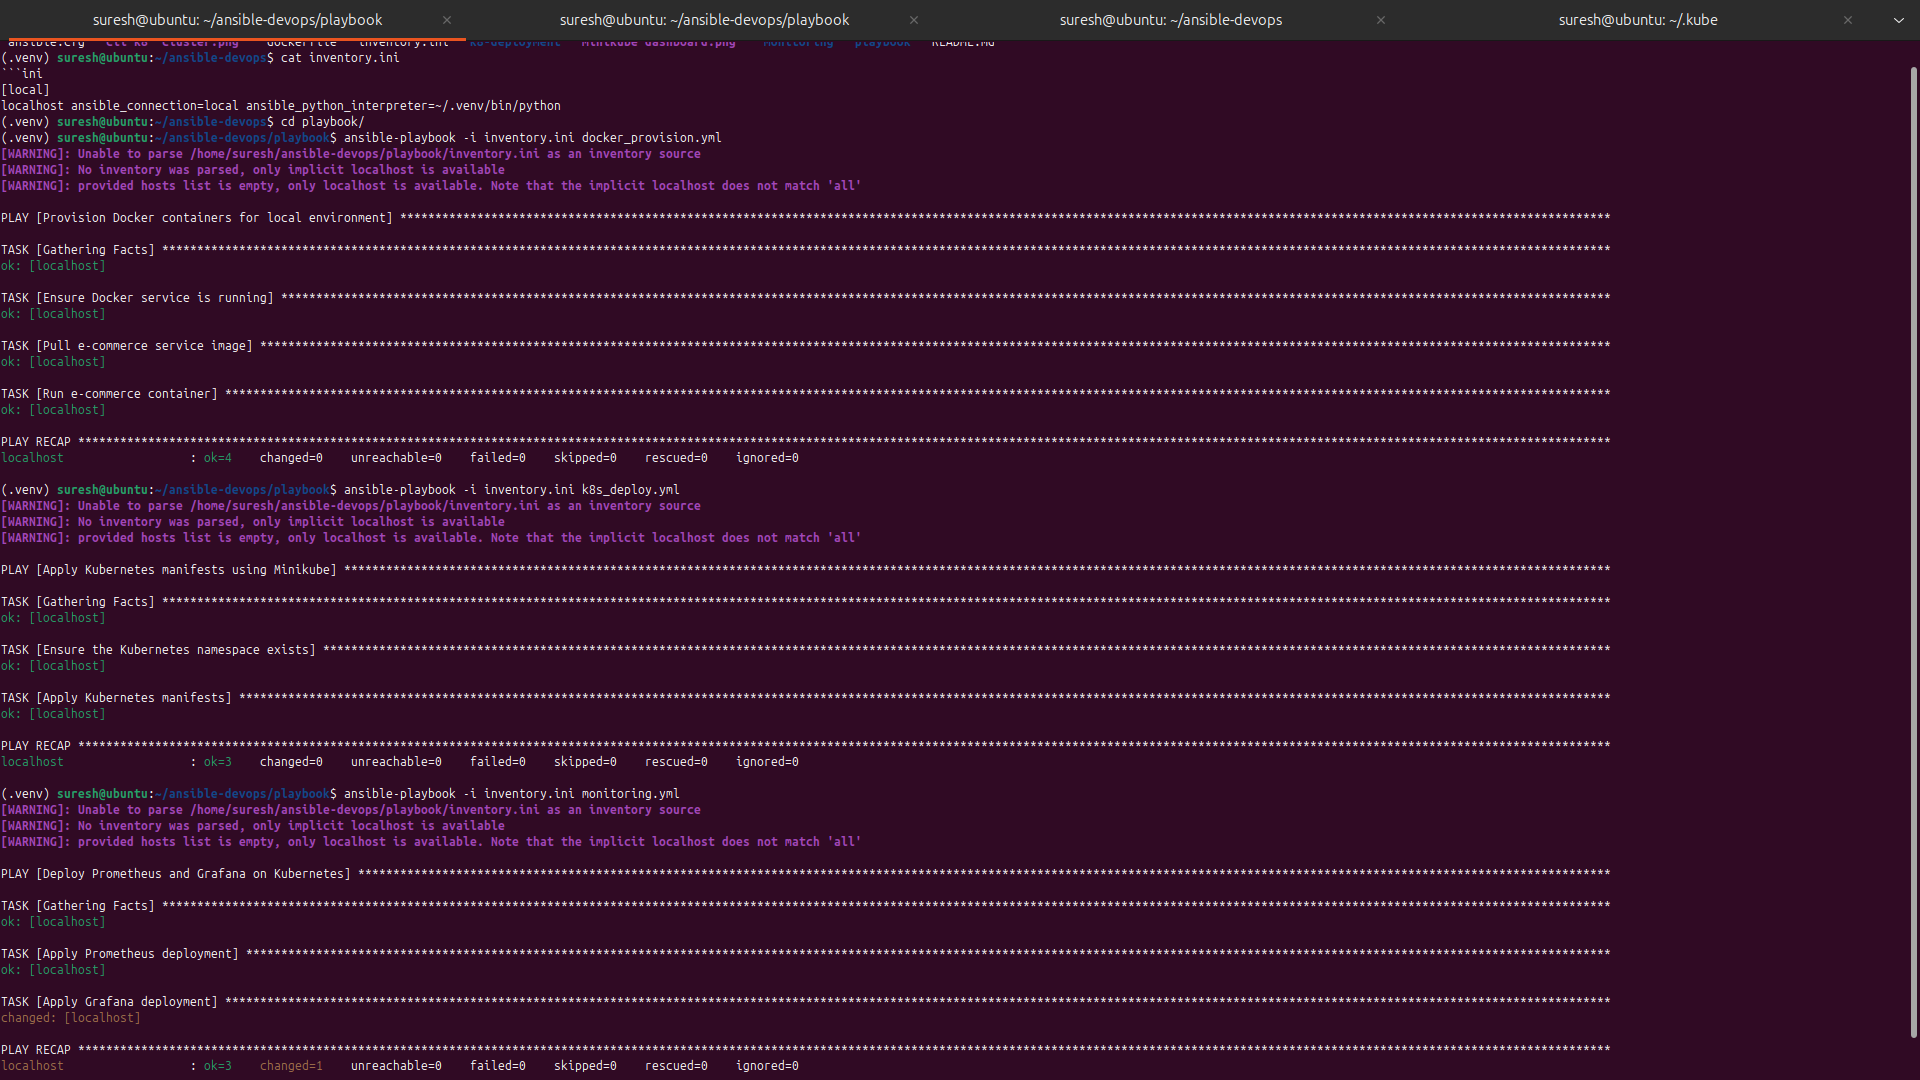 suresh@ubuntu: ~/ansible-devops/playbook
suresh@ubuntu: ~/ansible-devops/playbook
suresh@ubuntu: ~/ansible-devops
suresh@ubuntu: ~/.kube
ansible.cfg 'Cli k8 Cluster.png' dockerfile inventory.ini k8-deployment 'Minikube dashboard.png' Monitoring playbook README.MD
(.venv) suresh@ubuntu:~/ansible-devops$ cat inventory.ini
```ini
[local]
localhost ansible_connection=local ansible_python_interpreter=~/.venv/bin/python
(.venv) suresh@ubuntu:~/ansible-devops$ cd playbook/
(.venv) suresh@ubuntu:~/ansible-devops/playbook$ ansible-playbook -i inventory.ini docker_provision.yml
[WARNING]: Unable to parse /home/suresh/ansible-devops/playbook/inventory.ini as an inventory source
[WARNING]: No inventory was parsed, only implicit localhost is available
[WARNING]: provided hosts list is empty, only localhost is available. Note that the implicit localhost does not match 'all'
PLAY [Provision Docker containers for local environment] ****
TASK [Gathering Facts] ****
ok: [localhost]
TASK [Ensure Docker service is running] ****
ok: [localhost]
TASK [Pull e-commerce service image] ****
ok: [localhost]
TASK [Run e-commerce container] ****
ok: [localhost]
PLAY RECAP ****
localhost : ok=4 changed=0 unreachable=0 failed=0 skipped=0 rescued=0 ignored=0
(.venv) suresh@ubuntu:~/ansible-devops/playbook$ ansible-playbook -i inventory.ini k8s_deploy.yml
[WARNING]: Unable to parse /home/suresh/ansible-devops/playbook/inventory.ini as an inventory source
[WARNING]: No inventory was parsed, only implicit localhost is available
[WARNING]: provided hosts list is empty, only localhost is available. Note that the implicit localhost does not match 'all'
PLAY [Apply Kubernetes manifests using Minikube] ****
TASK [Gathering Facts] ****
ok: [localhost]
TASK [Ensure the Kubernetes namespace exists] ****
ok: [localhost]
TASK [Apply Kubernetes manifests] ****
ok: [localhost]
PLAY RECAP ****
localhost : ok=3 changed=0 unreachable=0 failed=0 skipped=0 rescued=0 ignored=0
(.venv) suresh@ubuntu:~/ansible-devops/playbook$ ansible-playbook -i inventory.ini monitoring.yml
[WARNING]: Unable to parse /home/suresh/ansible-devops/playbook/inventory.ini as an inventory source
[WARNING]: No inventory was parsed, only implicit localhost is available
[WARNING]: provided hosts list is empty, only localhost is available. Note that the implicit localhost does not match 'all'
PLAY [Deploy Prometheus and Grafana on Kubernetes] ****
TASK [Gathering Facts] ****
ok: [localhost]
TASK [Apply Prometheus deployment] ****
ok: [localhost]
TASK [Apply Grafana deployment] ****
changed: [localhost]
PLAY RECAP ****
localhost : ok=3 changed=1 unreachable=0 failed=0 skipped=0 rescued=0 ignored=0